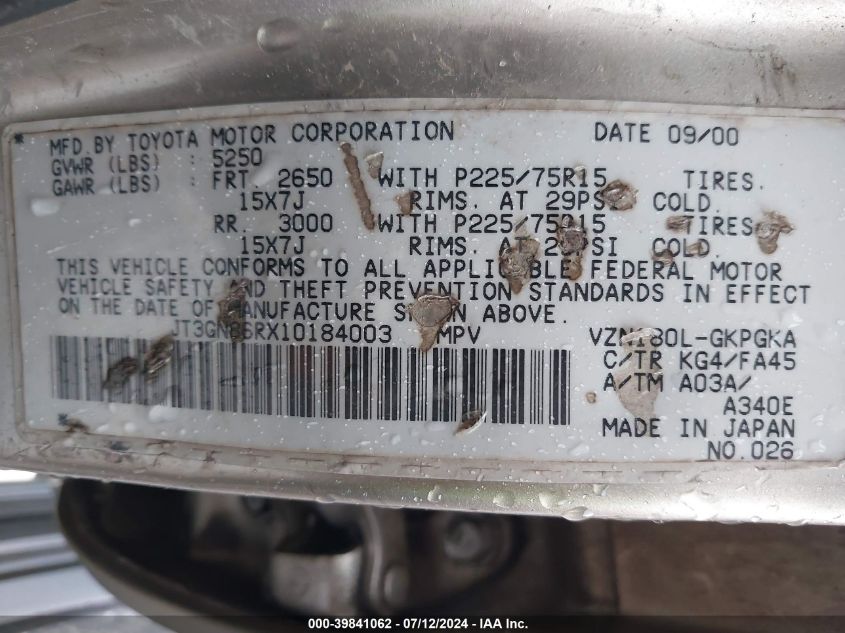 MFD. BY TOYOTA MOTOR CORPORATION DATE 09/00
GVWR (LBS) : 5250
GAWR (LBS) : FRT. 2650 WITH P225/75R15 TIRES.
15X7J RIMS. AT 29PSI COLD.
RR. 3000 WITH P225/75R15 TIRES
15X7J RIMS. AT PSI COLD.
THIS VEHICLE CONFORMS TO ALL APPLICABLE FEDERAL MOTOR
VEHICLE SAFETY AND THEFT PREVENTION STANDARDS IN EFFECT
ON THE DATE OF MANUFACTURE SHOWN ABOVE.
JT3GN86RX10184003 MPV VZN180L-GKPGKA
C/TR KG4/FA45
A/TM A03A/
A340E
MADE IN JAPAN
NO.026
000-39841062 / 07/12/2024 - IAA Inc.